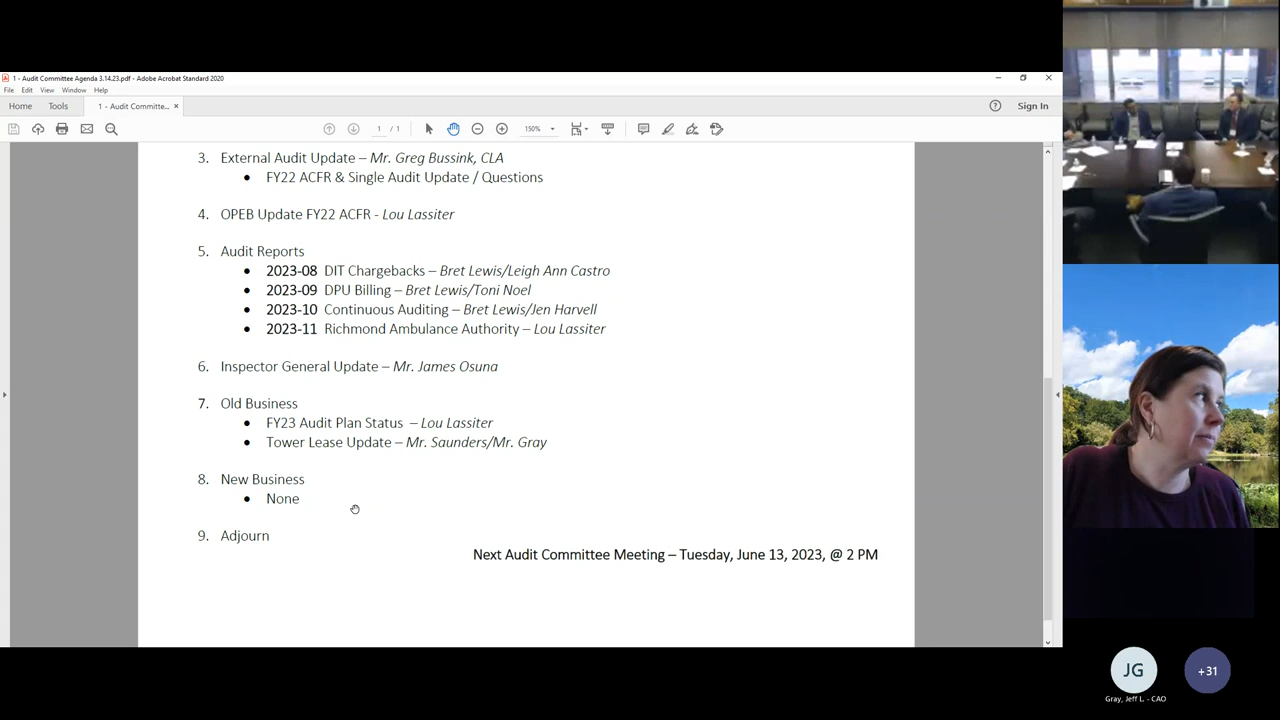 1 - Audit Committee Agenda 3.14.23.pdf - Adobe Acrobat Standard 2020
File Edit View Window Help
Home Tools 1 - Audit Committe... × Sign In
1 / 1 150%
3. External Audit Update – Mr. Greg Bussink, CLA
• FY22 ACFR & Single Audit Update / Questions
4. OPEB Update FY22 ACFR - Lou Lassiter
5. Audit Reports
• 2023-08 DIT Chargebacks – Bret Lewis/Leigh Ann Castro
• 2023-09 DPU Billing – Bret Lewis/Toni Noel
• 2023-10 Continuous Auditing – Bret Lewis/Jen Harvell
• 2023-11 Richmond Ambulance Authority – Lou Lassiter
6. Inspector General Update – Mr. James Osuna
7. Old Business
• FY23 Audit Plan Status – Lou Lassiter
• Tower Lease Update – Mr. Saunders/Mr. Gray
8. New Business
• None
9. Adjourn
Next Audit Committee Meeting – Tuesday, June 13, 2023, @ 2 PM
JG
+31
Gray, Jeff L. - CAO